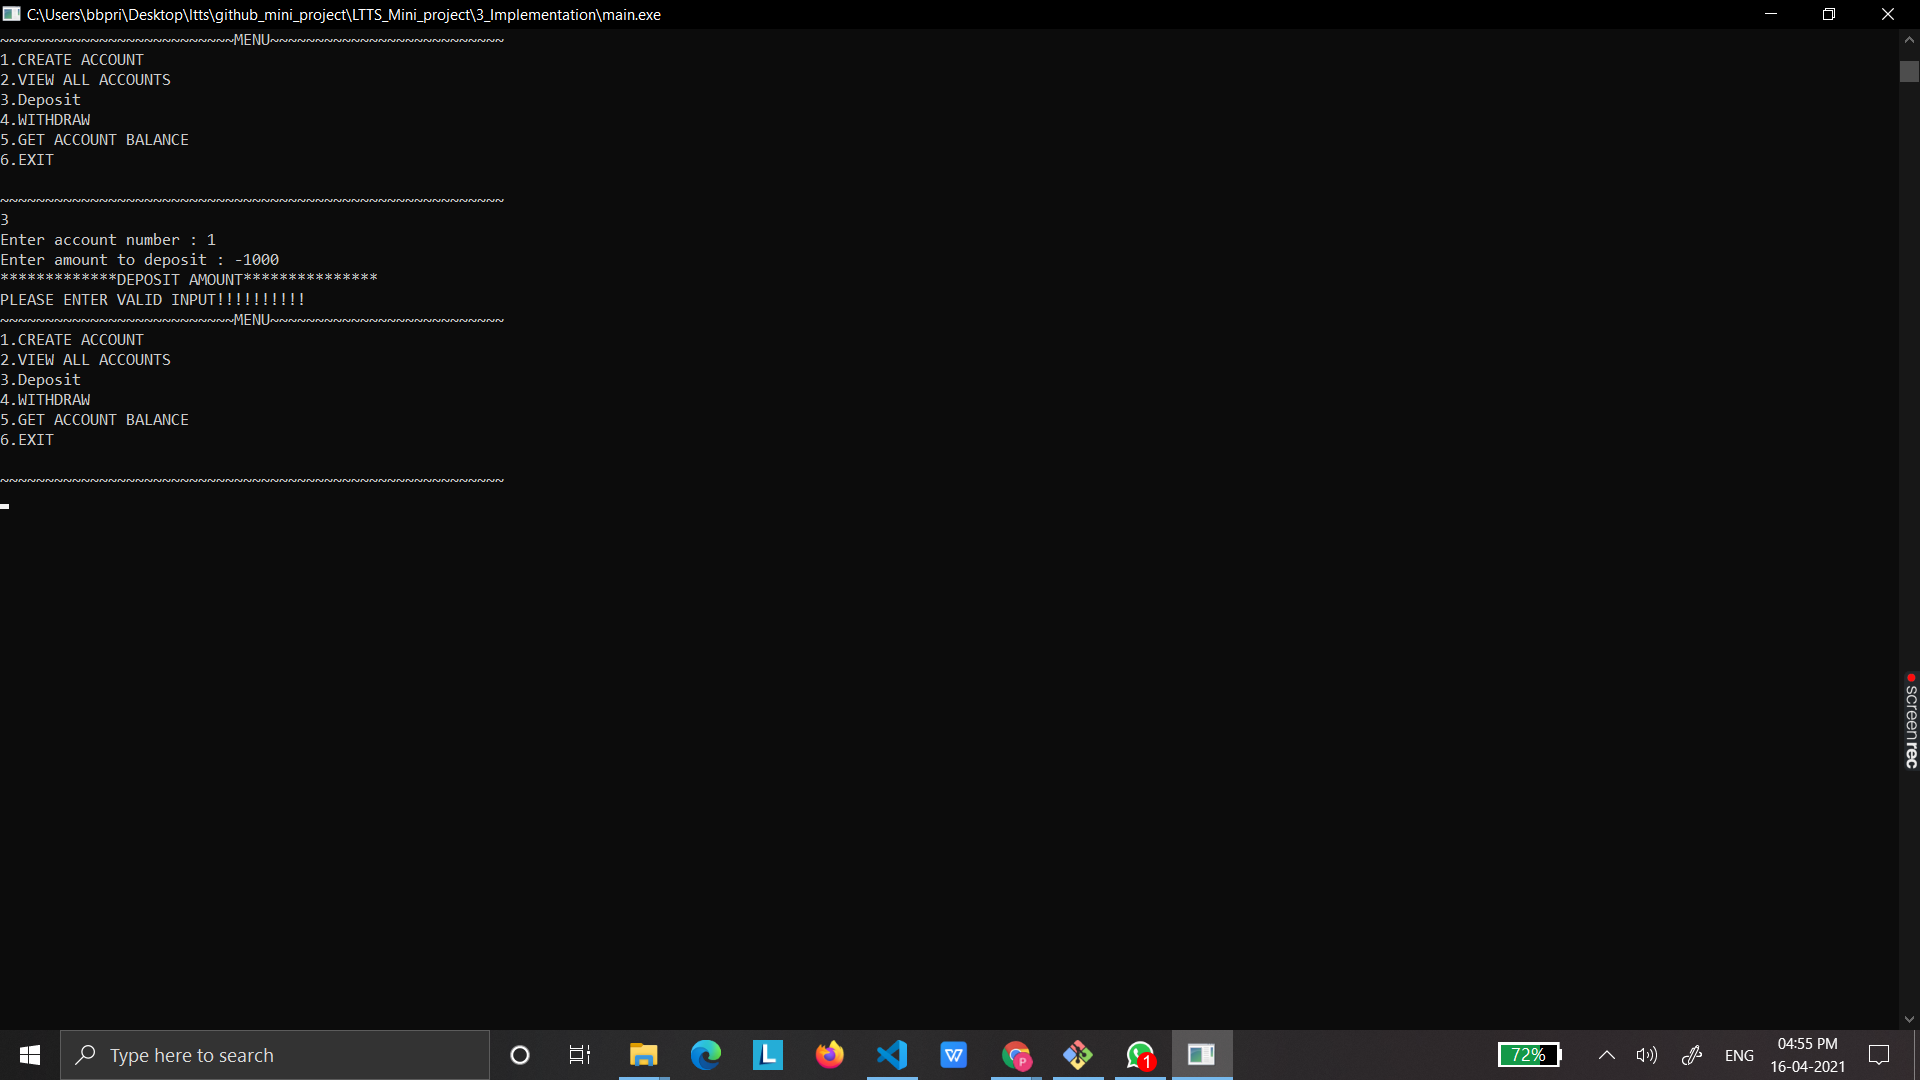 C:\Users\bbpri\Desktop\ltts\github_mini_project\LTTS_Mini_project\3_Implementation\main.exe
~~~~~~~~~~~~~~~~~~~~~~~~~~MENU~~~~~~~~~~~~~~~~~~~~~~~~~~
1.CREATE ACCOUNT
2.VIEW ALL ACCOUNTS
3.Deposit
4.WITHDRAW
5.GET ACCOUNT BALANCE
6.EXIT
~~~~~~~~~~~~~~~~~~~~~~~~~~~~~~~~~~~~~~~~~~~~~~~~~~~~~~~~
3
Enter account number : 1
Enter amount to deposit : -1000
*************DEPOSIT AMOUNT***************
PLEASE ENTER VALID INPUT!!!!!!!!!!
~~~~~~~~~~~~~~~~~~~~~~~~~~MENU~~~~~~~~~~~~~~~~~~~~~~~~~~
1.CREATE ACCOUNT
2.VIEW ALL ACCOUNTS
3.Deposit
4.WITHDRAW
5.GET ACCOUNT BALANCE
6.EXIT
~~~~~~~~~~~~~~~~~~~~~~~~~~~~~~~~~~~~~~~~~~~~~~~~~~~~~~~~
screenrec
Type here to search
L
W
P
1
72%
ENG
04:55 PM
16-04-2021